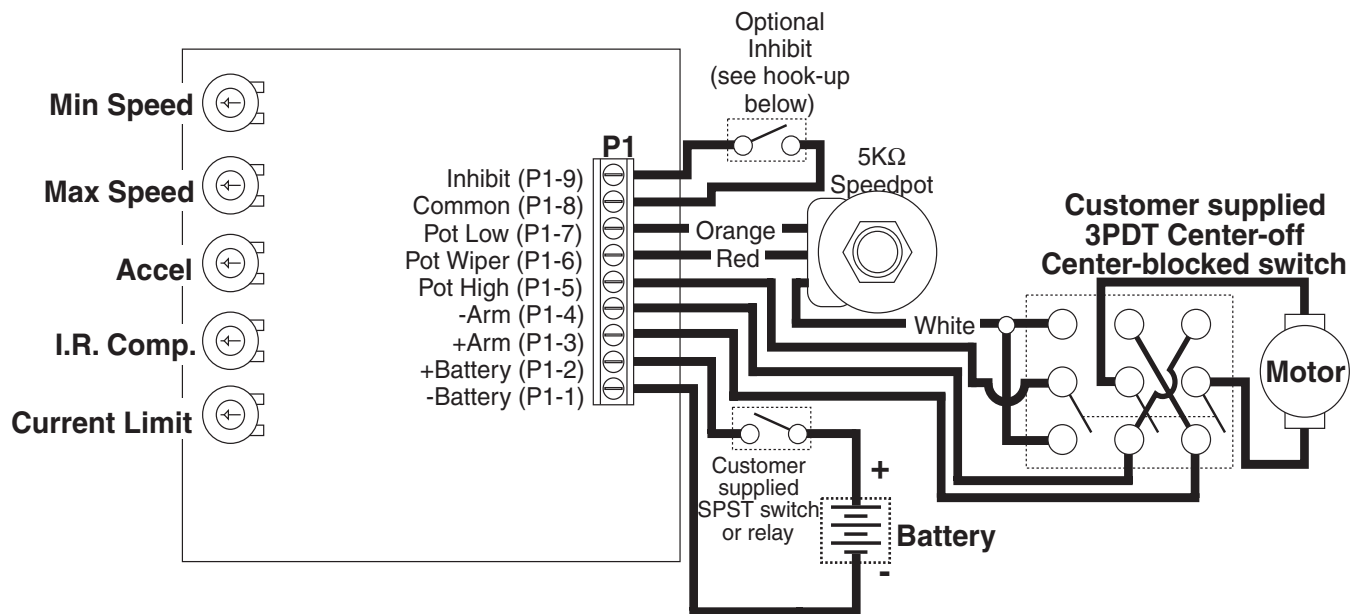 Min Speed
Max Speed
Accel
I.R. Comp.
Current Limit
P1
Inhibit (P1-9)
Common (P1-8)
Pot Low (P1-7)
Pot Wiper (P1-6)
Pot High (P1-5)
-Arm (P1-4)
+Arm (P1-3)
+Battery (P1-2)
-Battery (P1-1)
Optional
Inhibit
(see hook-up
below)
5KΩ
Speedpot
Orange
Red
White
Customer supplied
3PDT Center-off
Center-blocked switch
Motor
Customer
supplied
SPST switch
or relay
+
Battery
-